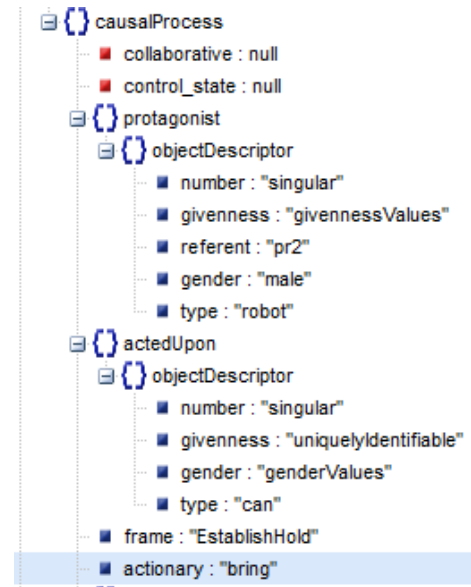 causalProcess
collaborative : null
control_state : null
protagonist
objectDescriptor
number : "singular"
givenness : "givennessValues"
referent : "pr2"
gender : "male"
type : "robot"
actedUpon
objectDescriptor
number : "singular"
givenness : "uniquelyIdentifiable"
gender : "genderValues"
type : "can"
frame : "EstablishHold"
actionary : "bring"